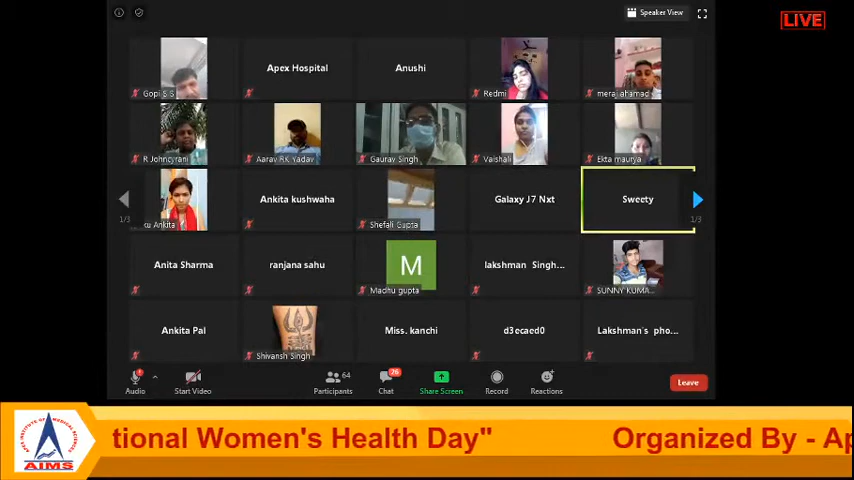 Speaker View
LIVE
Gopi S S
Apex Hospital
Anushi
Redmi
meraj ahamad
R Johncyrani
Aarav RK Yadav
Gaurav Singh
Vaishali
Ekta maurya
Ankita
Ankita kushwaha
Shefali Gupta
Galaxy J7 Nxt
Sweety
1/3
1/3
Anita Sharma
ranjana sahu
M
Madhu gupta
lakshman Singh...
SUNNY KUMA...
Ankita Pal
Shivansh Singh
Miss. kanchi
d3ecaed0
Lakshman's pho...
Audio
Start Video
Participants
64
Chat
26
Share Screen
Record
Reactions
Leave
AIMS
tional Women's Health Day"
Organized By - Ap